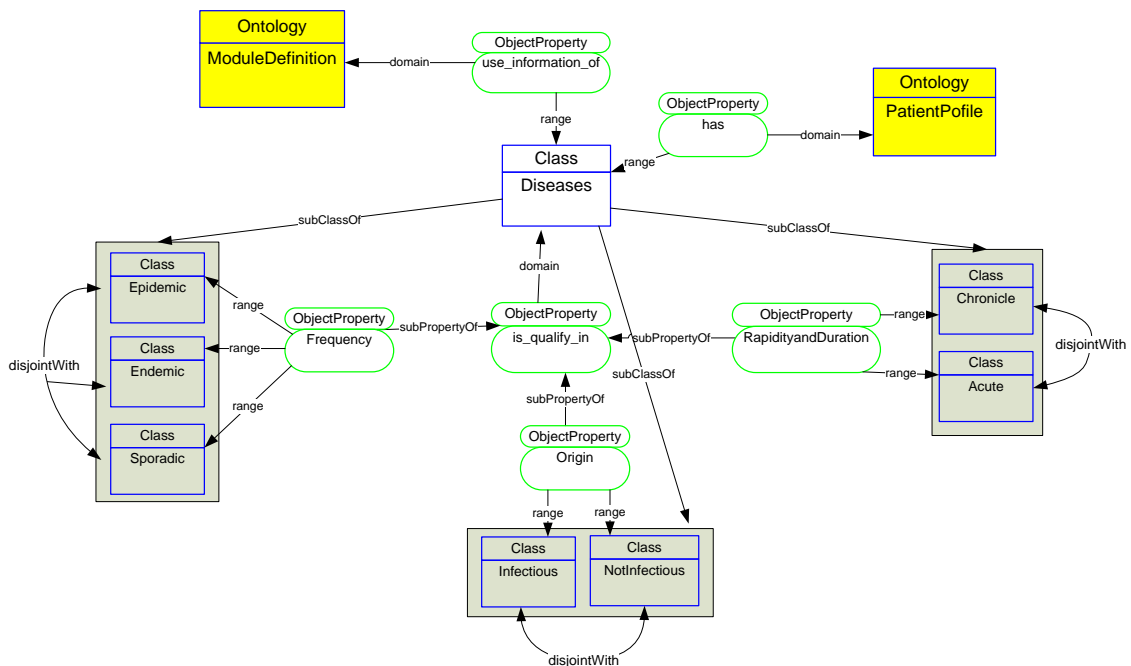 Ontology
ModuleDefinition
domain
ObjectProperty
use_information_of
range
ObjectProperty
has
domain
range
Ontology
PatientPofile
Class
Diseases
subClassOf
subClassOf
subClassOf
domain
Class
Epidemic
Class
Endemic
Class
Sporadic
disjointWith
range
range
range
ObjectProperty
Frequency
subPropertyOf
ObjectProperty
is_qualify_in
subPropertyOf
ObjectProperty
RapidityandDuration
range
range
Class
Chronicle
Class
Acute
disjointWith
subPropertyOf
ObjectProperty
Origin
range
range
Class
Infectious
Class
NotInfectious
disjointWith